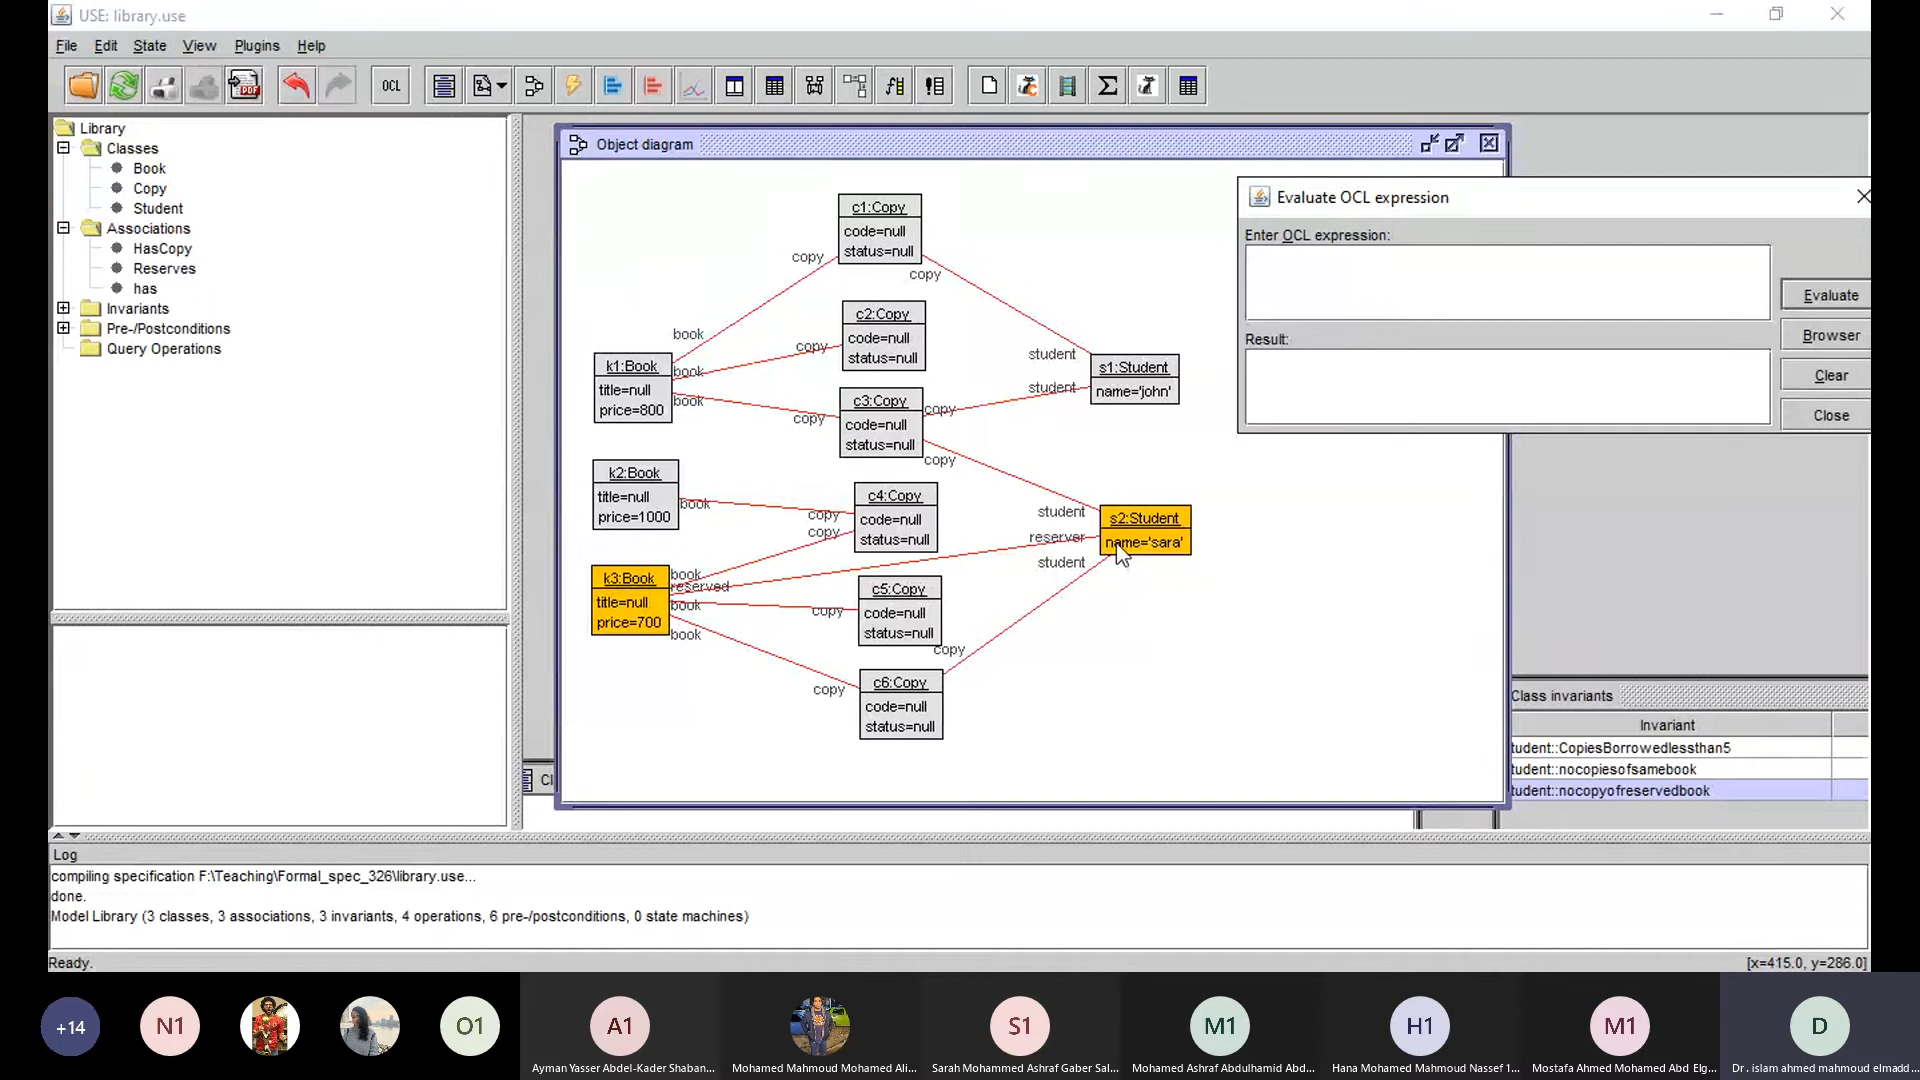 USE: library.use
File Edit State View Plugins Help
PDF OCL
Library
Classes
Book
Copy
Student
Associations
HasCopy
Reserves
has
Invariants
Pre-/Postconditions
Query Operations
Object diagram
c1:Copy
code=null
status=null
copy
copy
c2:Copy
code=null
status=null
copy
book
k1:Book
title=null
price=800
book
book
student
s1:Student
name='john'
student
c3:Copy
code=null
status=null
copy
copy
copy
k2:Book
title=null
price=1000
book
c4:Copy
code=null
status=null
copy
copy
student
reserver
student
s2:Student
name='sara'
k3:Book
title=null
price=700
book
reserved
book
book
c5:Copy
code=null
status=null
copy
copy
c6:Copy
code=null
status=null
copy
Evaluate OCL expression
Enter OCL expression:
Evaluate
Browser
Result:
Clear
Close
Class invariants
Invariant
tudent::CopiesBorrowedlessthan5
tudent::nocopiesofsamebook
tudent::nocopyofreservedbook
Cl
Log
compiling specification F:\Teaching\Formal_spec_326\library.use...
done.
Model Library (3 classes, 3 associations, 3 invariants, 4 operations, 6 pre-/postconditions, 0 state machines)
Ready.
[x=415.0, y=286.0]
+14 N1 O1 A1 S1 M1 H1 M1 D
Ayman Yasser Abdel-Kader Shaban...
Mohamed Mahmoud Mohamed Ali...
Sarah Mohammed Ashraf Gaber Sal...
Mohamed Ashraf Abdulhamid Abd...
Hana Mohamed Mahmoud Nassef 1...
Mostafa Ahmed Mohamed Abd Elg...
Dr. islam ahmed mahmoud elmadd...